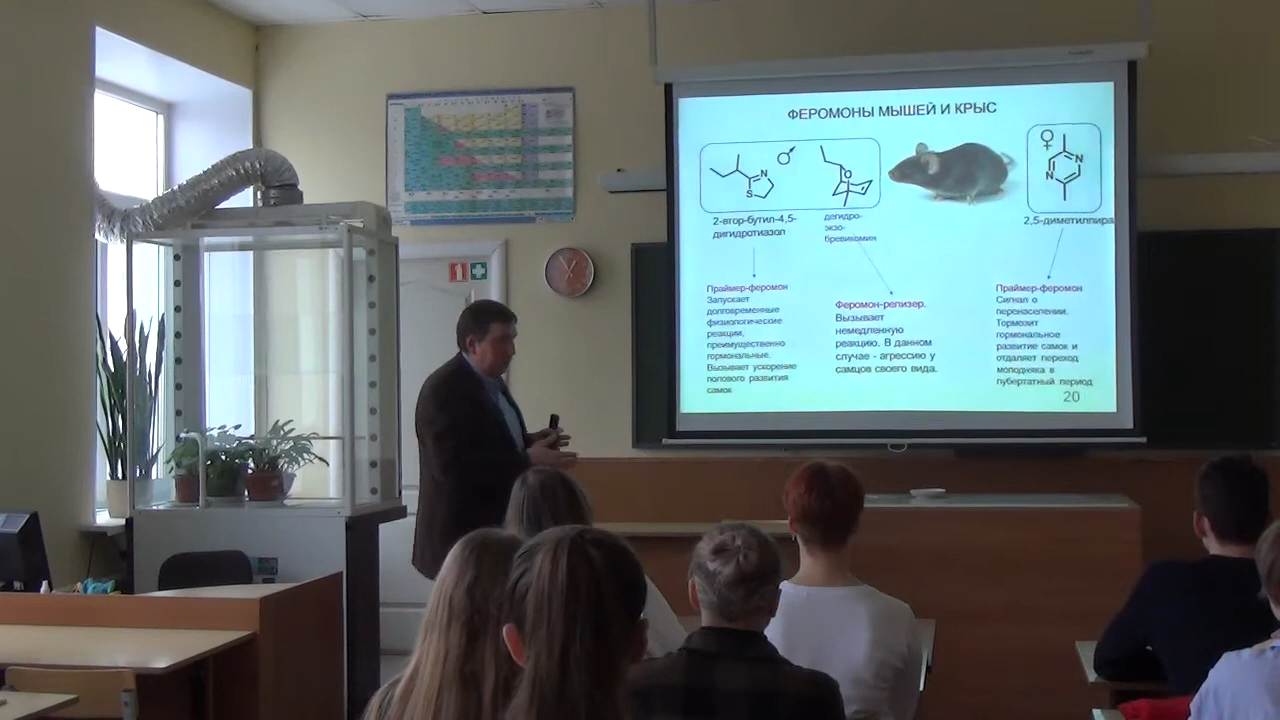 ФЕРОМОНЫ МЫШЕЙ И КРЫС
♂
N
S
O
♀
N
N
2-втор-бутил-4,5-
дигидротиазол
дегидро-
экзо-
бревикомин
2,5-диметилпира
Праймер-феромон
Запускает
долговременные
физиологические
реакции,
преимущественно
гормональные.
Вызывает ускорение
полового развития
самок
Феромон-релизер.
Вызывает
немедленную
реакцию. В данном
случае - агрессию у
самцов своего вида.
Праймер-феромон
Сигнал о
перенаселении.
Тормозит
гормональное
развитие самок и
отдаляет переход
молодняка в
пубертатный период
20
1